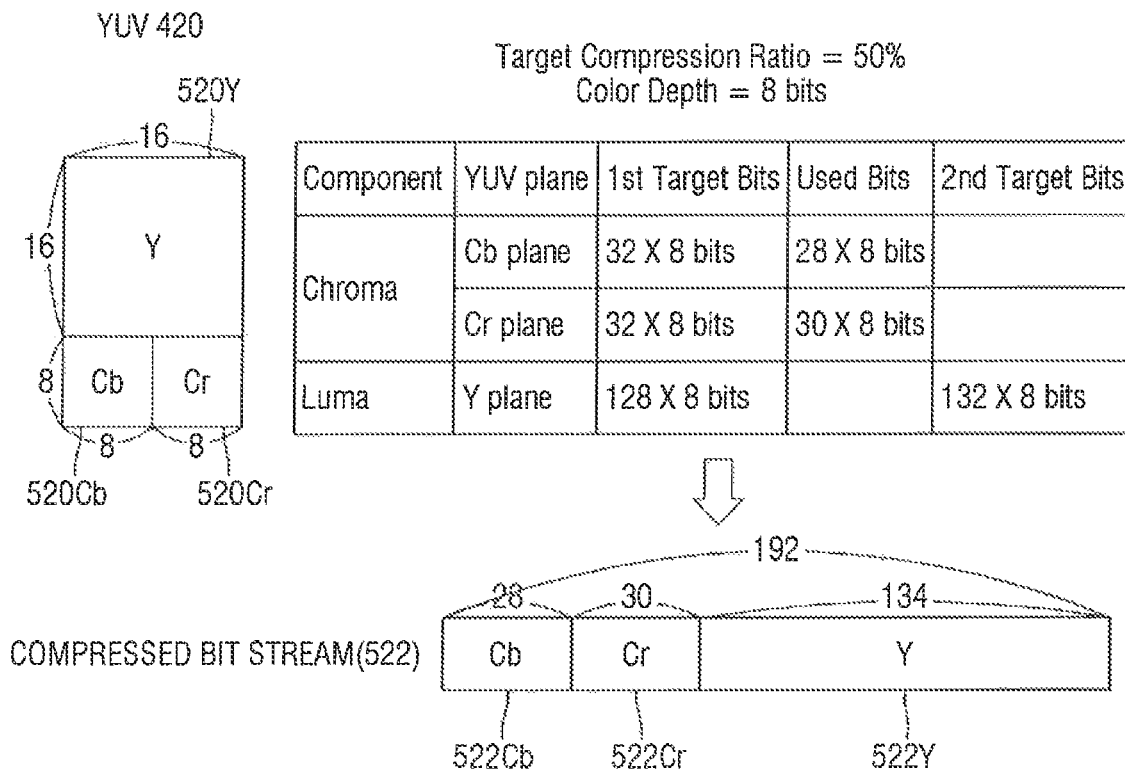 YUV 420
520Y
16
16
Y
8
Cb
Cr
8
8
520Cb
520Cr
Target Compression Ratio = 50%
Color Depth = 8 bits
Component YUV plane 1st Target Bits Used Bits 2nd Target Bits
Chroma
Cb plane 32 X 8 bits 28 X 8 bits
Cr plane 32 X 8 bits 30 X 8 bits
Luma Y plane 128 X 8 bits 132 X 8 bits
192
28
30
134
COMPRESSED BIT STREAM(522)
Cb
Cr
Y
522Cb
522Cr
522Y